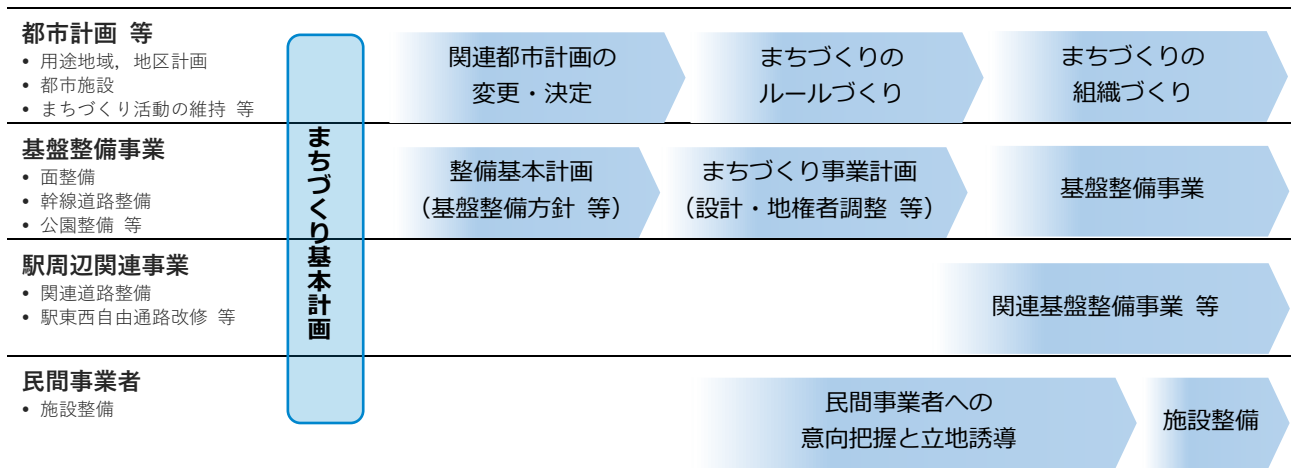 都市計画 等
• 用途地域，地区計画
• 都市施設
• まちづくり活動の維持 等
まちづくり基本計画
関連都市計画の
変更・決定
まちづくりの
ルールづくり
まちづくりの
組織づくり
基盤整備事業
• 面整備
• 幹線道路整備
• 公園整備 等
整備基本計画
（基盤整備方針 等）
まちづくり事業計画
（設計・地権者調整 等）
基盤整備事業
駅周辺関連事業
• 関連道路整備
• 駅東西自由通路改修 等
関連基盤整備事業 等
民間事業者
• 施設整備
民間事業者への
意向把握と立地誘導
施設整備